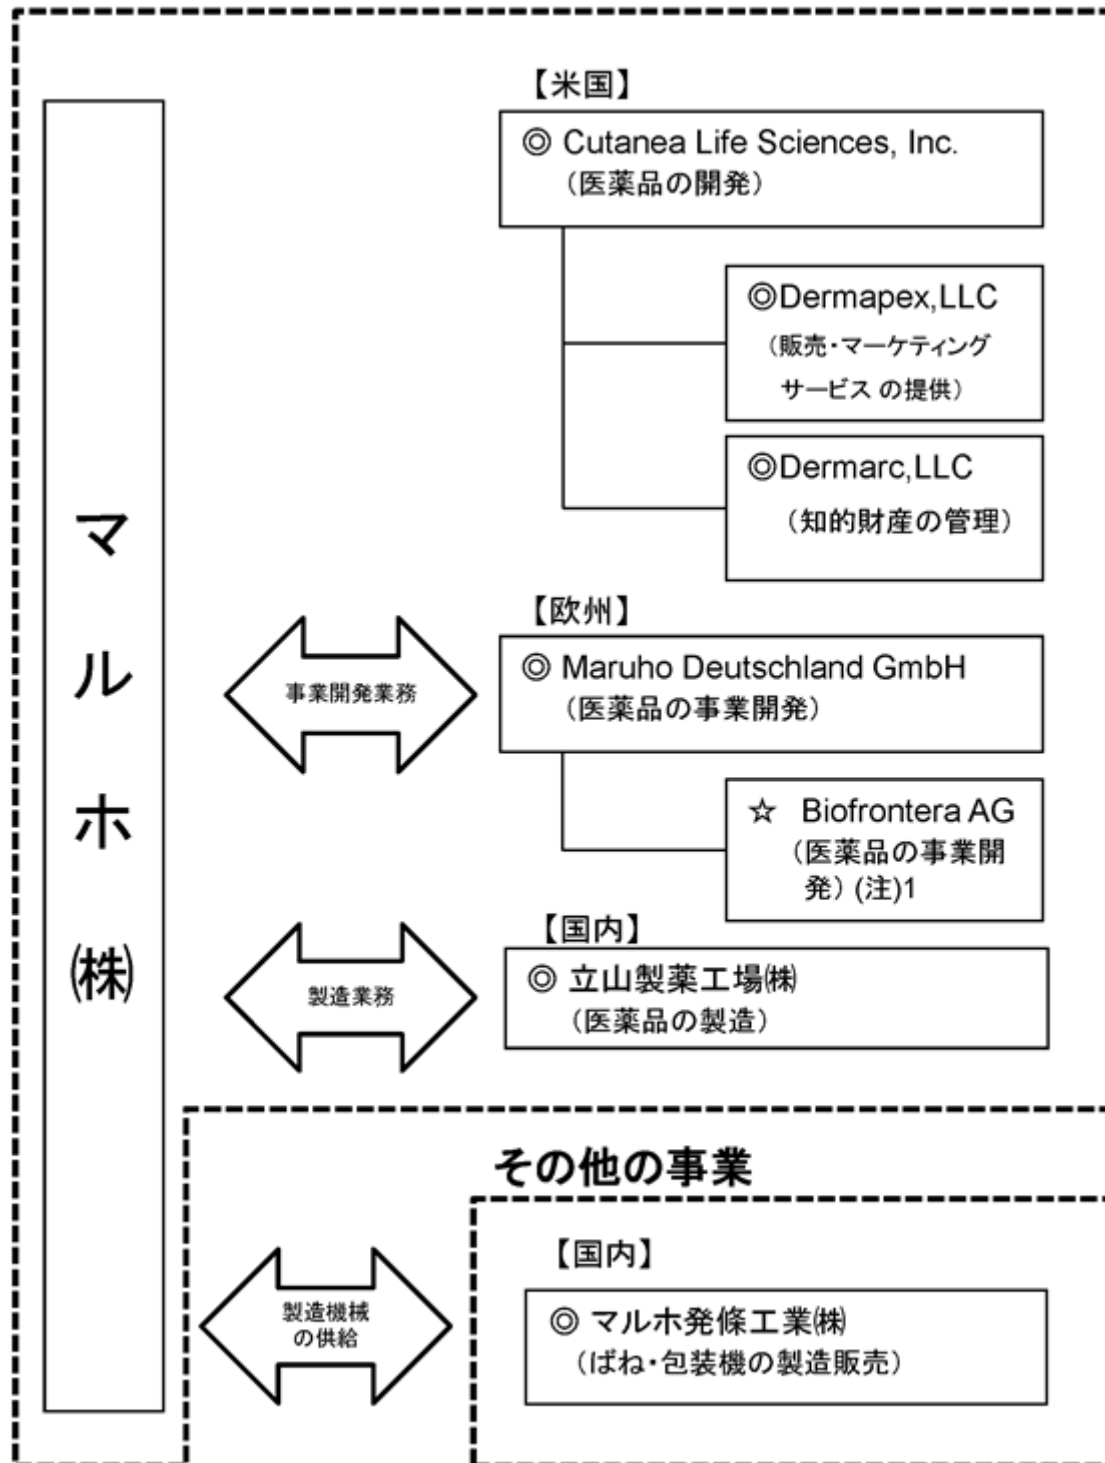 【米国】
◎ Cutanea Life Sciences, Inc.
（医薬品の開発）
◎Dermapex,LLC
（販売・マーケティング
サービス の提供）
◎Dermarc,LLC
（知的財産の管理）
マルホ㈱
【欧州】
事業開発業務
◎ Maruho Deutschland GmbH
（医薬品の事業開発）
☆ Biofrontera AG
（医薬品の事業開
発）(注)1
【国内】
製造業務
◎ 立山製薬工場㈱
（医薬品の製造）
その他の事業
【国内】
製造機械
の供給
◎ マルホ発條工業㈱
（ばね・包装機の製造販売）